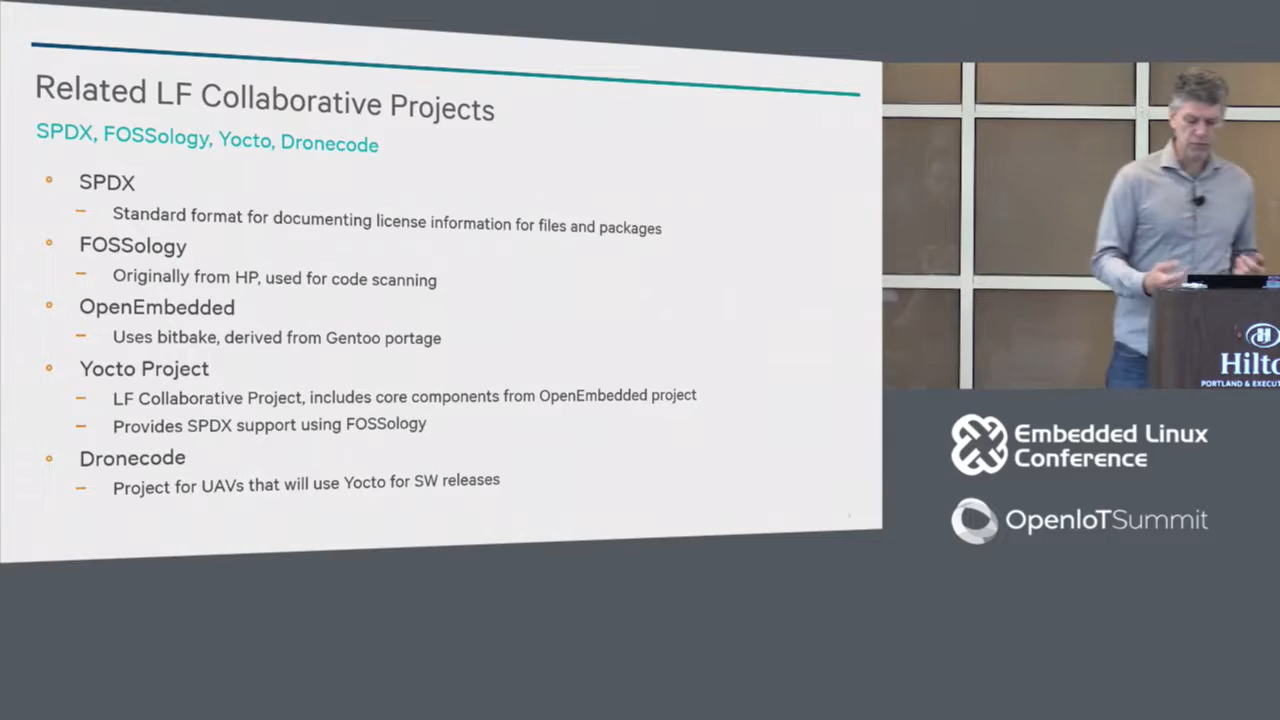 Related LF Collaborative Projects
SPDX, FOSSology, Yocto, Dronecode
SPDX
– Standard format for documenting license information for files and packages
FOSSology
– Originally from HP, used for code scanning
OpenEmbedded
– Uses bitbake, derived from Gentoo portage
Yocto Project
– LF Collaborative Project, includes core components from OpenEmbedded project
– Provides SPDX support using FOSSology
Dronecode
– Project for UAVs that will use Yocto for SW releases
H
Hilto
PORTLAND & EXECUT
Embedded Linux
Conference
OpenIoTSummit